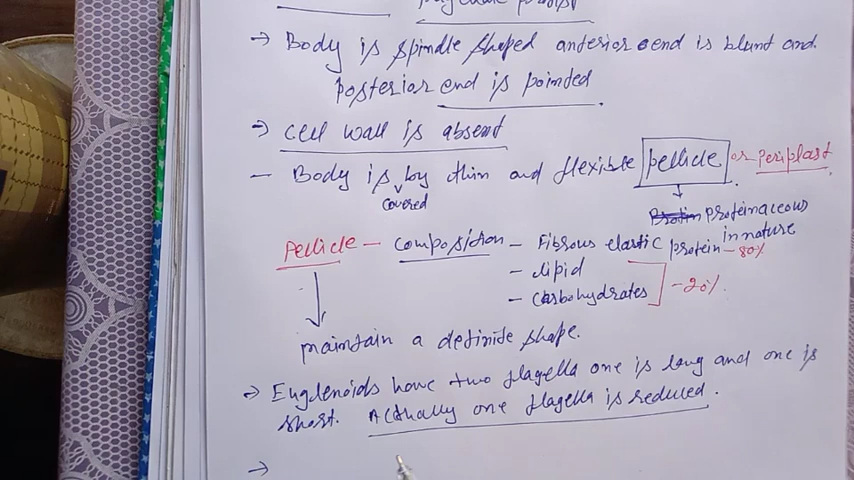 → Body is spindle shaped anterior end is blunt and
posterior end is pointed.
→ cell wall is absent
- Body is by thin and flexible pellicle or periplast.
covered
proteinaceous
in nature
Pellicle - composition - Fibrous elastic protein - 80%
- lipid
- carbohydrates - 20%
maintain a definite shape.
→ Euglenoids have two flagella one is long and one is
short. Actually one flagella is reduced.
→